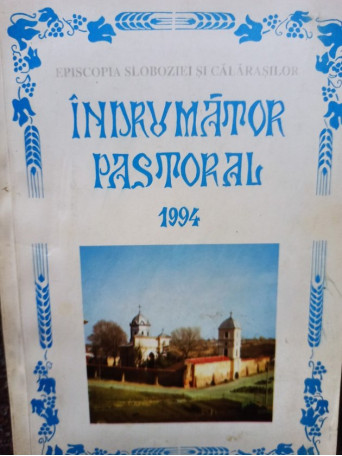 EPISCOPIA SLOBOZIEI ȘI CĂLĂRAȘILOR
ÎNDRUMĂTOR
PASTORAL
1994